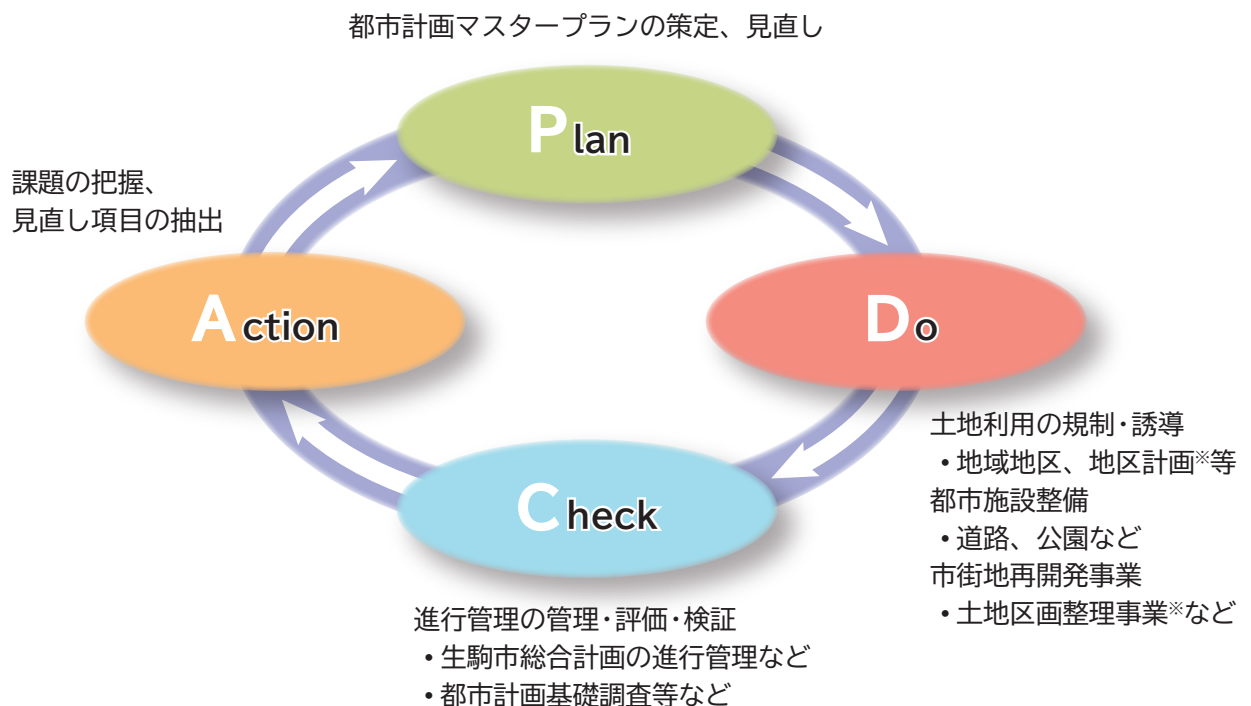 都市計画マスタープランの策定、見直し
Plan
課題の把握、
見直し項目の抽出
Action
Do
土地利用の規制・誘導
•地域地区、地区計画※等
都市施設整備
•道路、公園など
市街地再開発事業
•土地区画整理事業※など
Check
進行管理の管理・評価・検証
•生駒市総合計画の進行管理など
•都市計画基礎調査等など